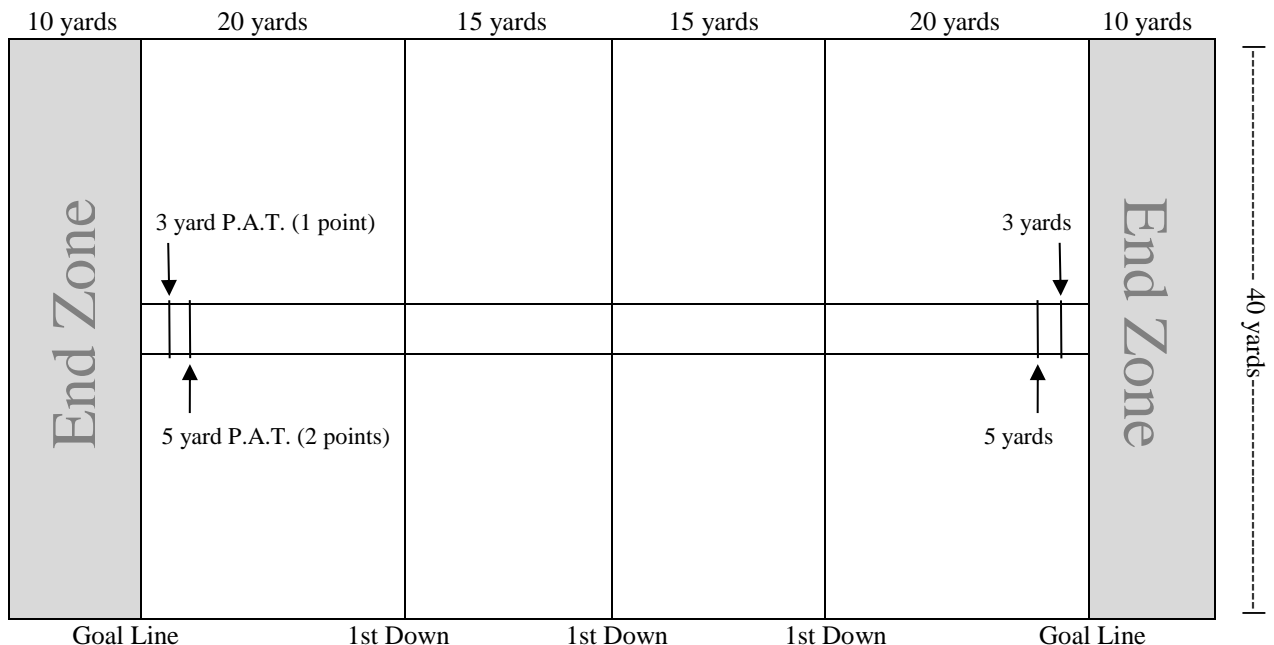 10 yards 20 yards 15 yards 15 yards 20 yards 10 yards
3 yard P.A.T. (1 point) 3 yards
End Zone
End Zone
40 yards
5 yard P.A.T. (2 points) 5 yards
Goal Line 1st Down 1st Down 1st Down Goal Line